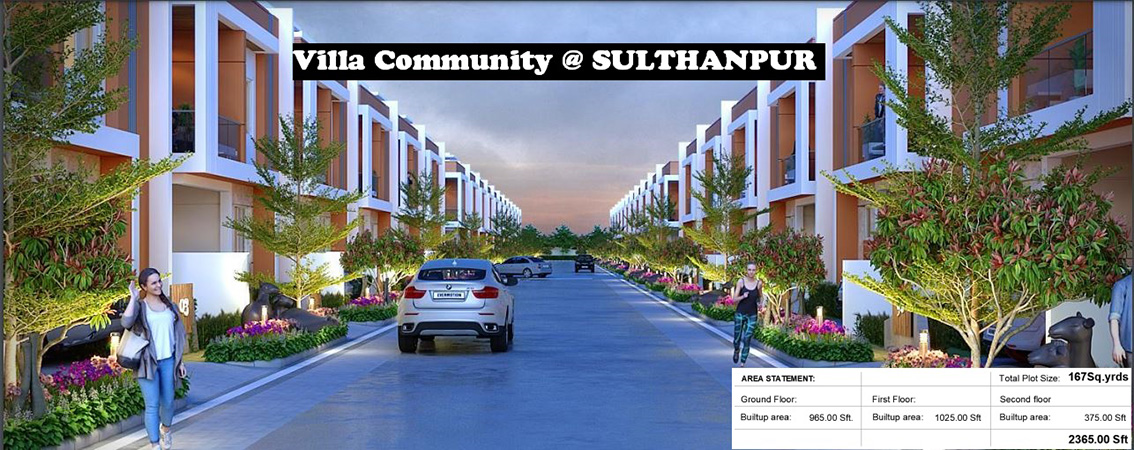 Villa Community @ SULTHANPUR
EVERMOTION
AREA STATEMENT: Total Plot Size: 167Sq.yrds
Ground Floor: First Floor: Second floor
Builtup area: 965.00 Sft. Builtup area: 1025.00 Sft Builtup area: 375.00 Sft
2365.00 Sft